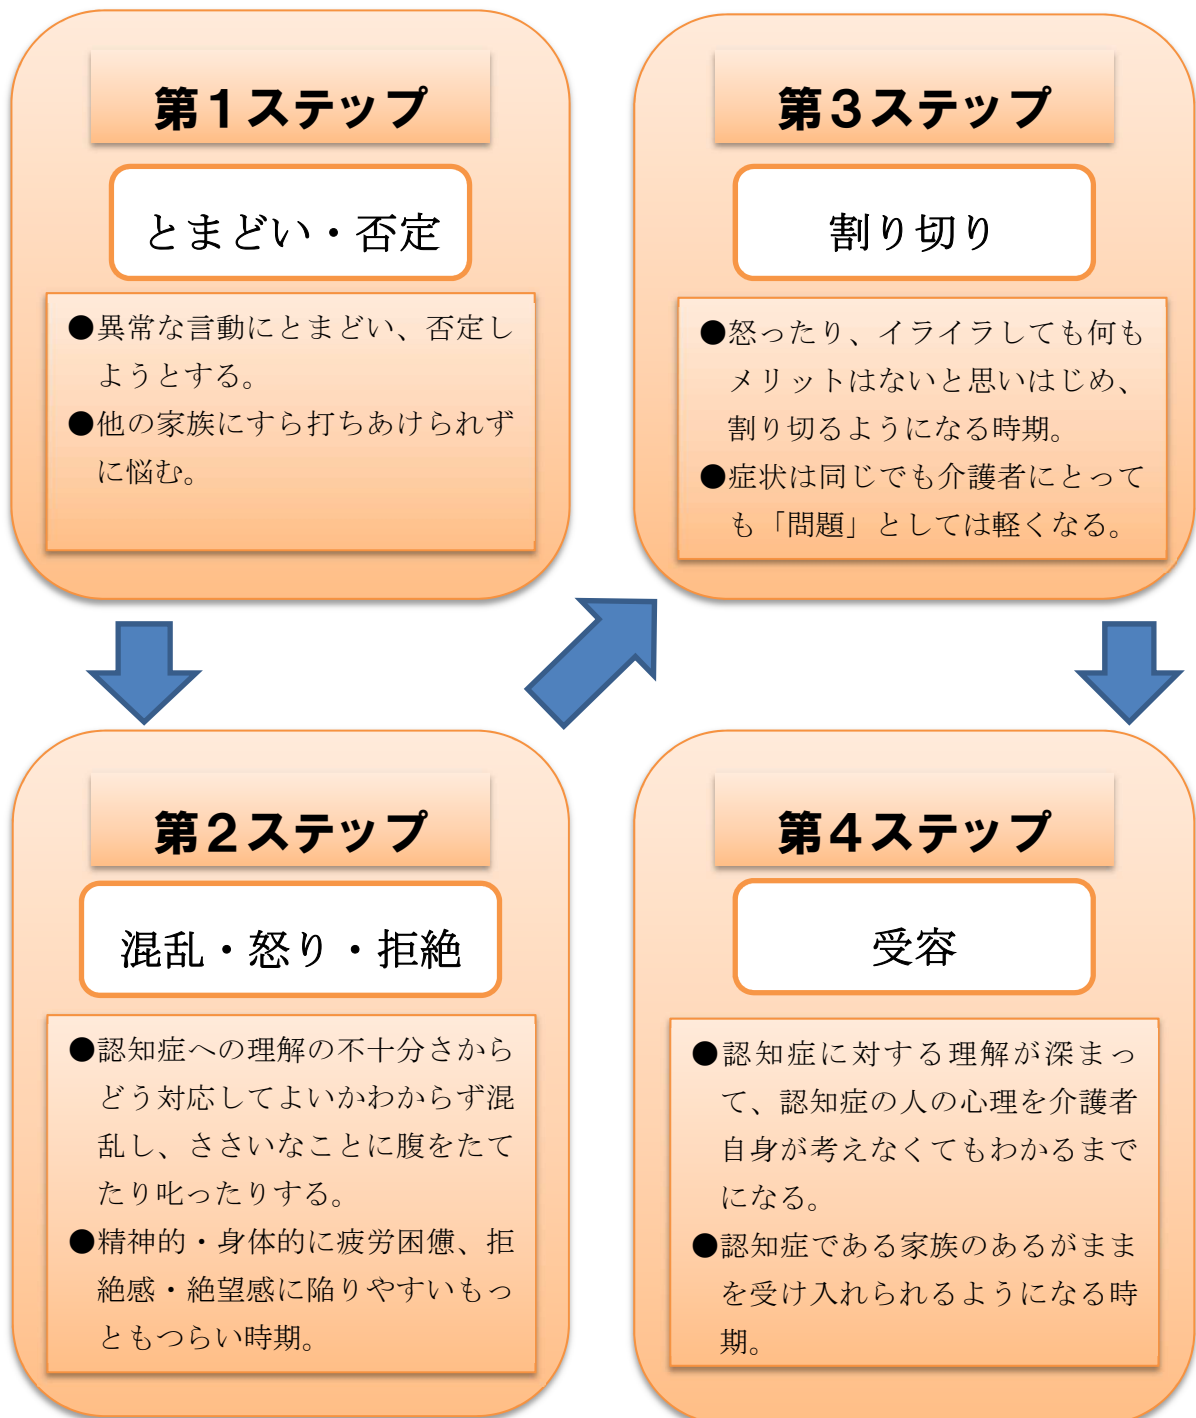 第1ステップ
とまどい・否定
●異常な言動にとまどい、否定し
ようとする。
●他の家族にすら打ちあけられず
に悩む。
第2ステップ
混乱・怒り・拒絶
●認知症への理解の不十分さから
どう対応してよいかわからず混
乱し、ささいなことに腹をたて
たり叱ったりする。
●精神的・身体的に疲労困憊、拒
絶感・絶望感に陥りやすいもっ
ともつらい時期。
第3ステップ
割り切り
●怒ったり、イライラしても何も
メリットはないと思いはじめ、
割り切るようになる時期。
●症状は同じでも介護者にとって
も「問題」としては軽くなる。
第4ステップ
受容
●認知症に対する理解が深まっ
て、認知症の人の心理を介護者
自身が考えなくてもわかるまで
になる。
●認知症である家族のあるがまま
を受け入れられるようになる時
期。